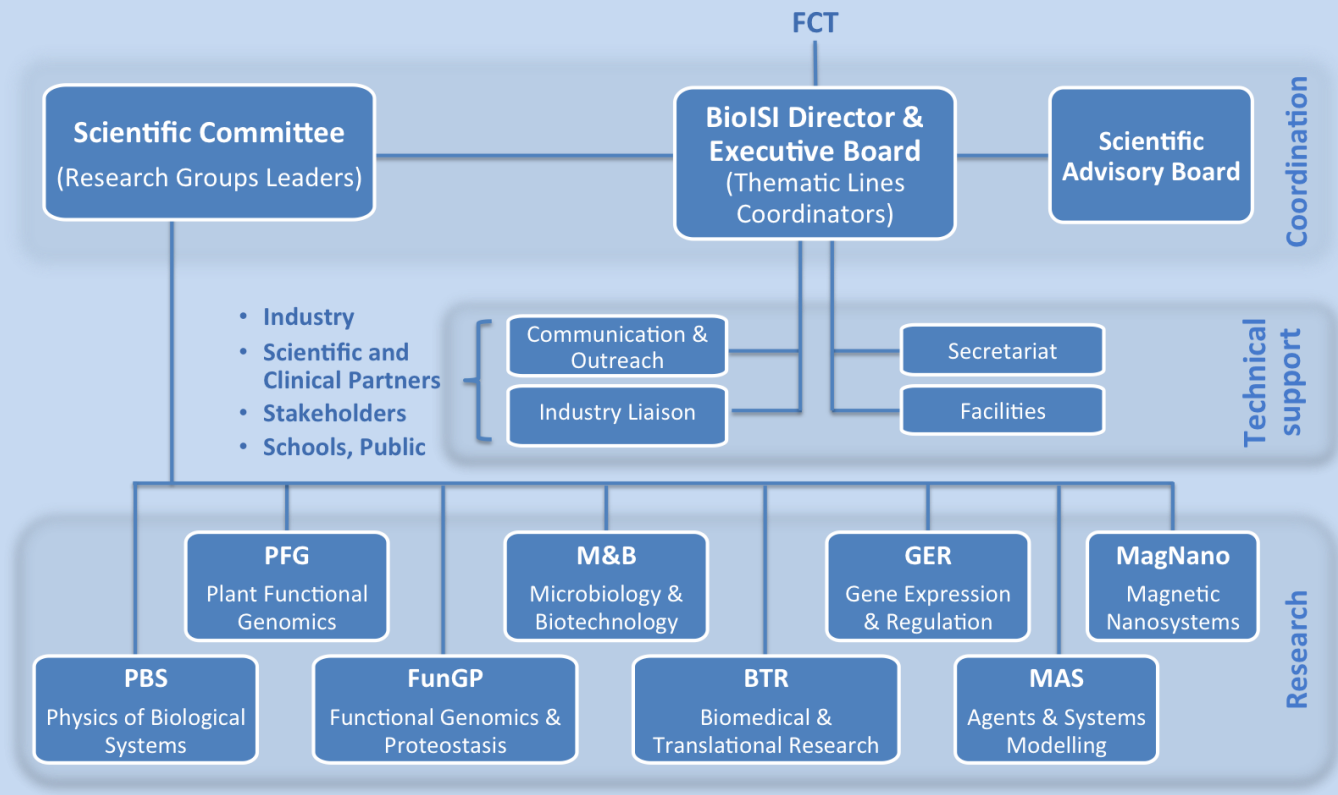 FCT
Scientific Committee
(Research Groups Leaders)
BioISI Director &
Executive Board
(Thematic Lines
Coordinators)
Scientific
Advisory Board
Coordination
• Industry
• Scientific and
Clinical Partners
• Stakeholders
• Schools, Public
Communication &
Outreach
Industry Liaison
Secretariat
Facilities
Technical
support
PFG
Plant Functional
Genomics
M&B
Microbiology &
Biotechnology
GER
Gene Expression
& Regulation
MagNano
Magnetic
Nanosystems
PBS
Physics of Biological
Systems
FunGP
Functional Genomics &
Proteostasis
BTR
Biomedical &
Translational Research
MAS
Agents & Systems
Modelling
Research